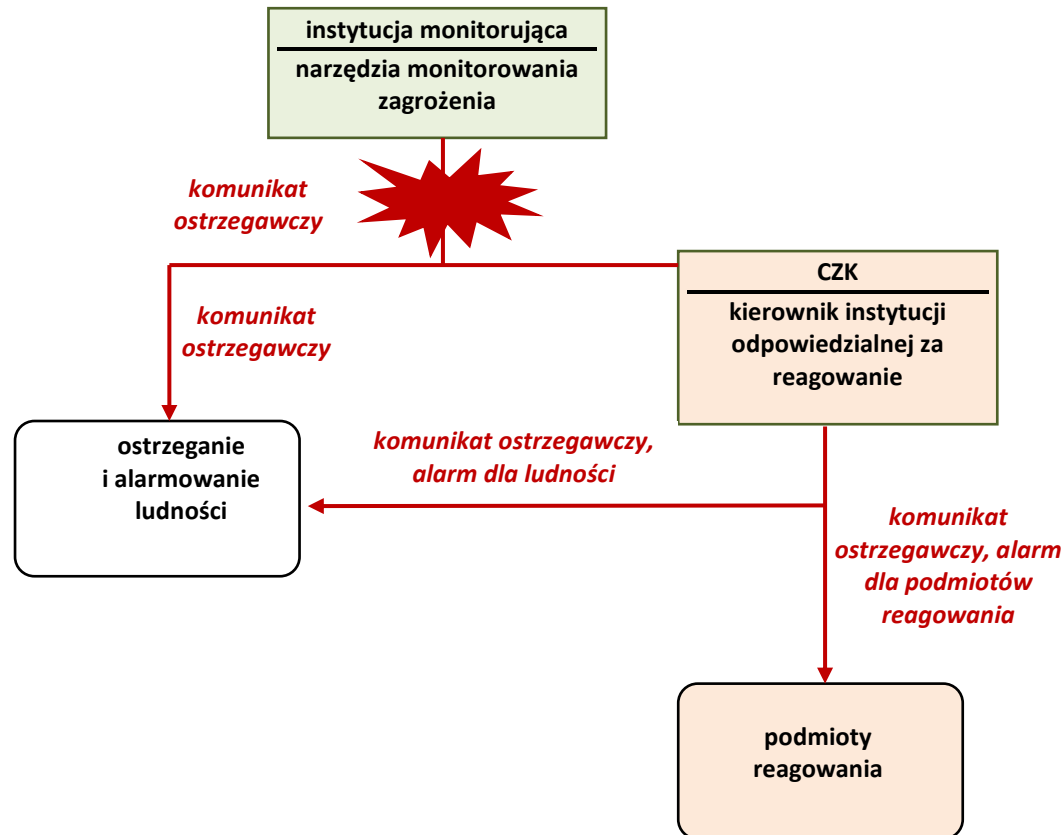 instytucja monitorująca
narzędzia monitorowania
zagrożenia
komunikat
ostrzegawczy
CZK
kierownik instytucji
odpowiedzialnej za
reagowanie
komunikat
ostrzegawczy
ostrzeganie
i alarmowanie
ludności
komunikat ostrzegawczy,
alarm dla ludności
komunikat
ostrzegawczy, alarm
dla podmiotów
reagowania
podmioty
reagowania